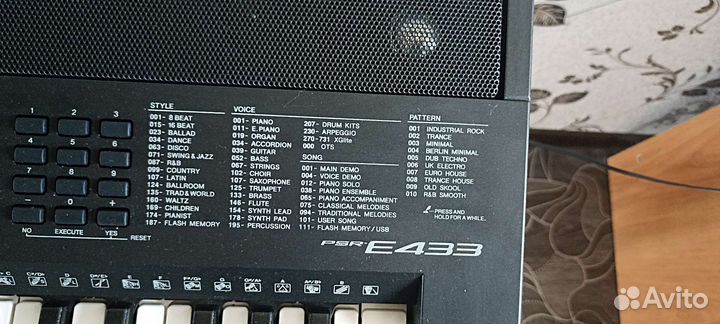 STYLE
001- 8 BEAT
015- 16 BEAT
023- BALLAD
034- DANCE
063- DISCO
071- SWING & JAZZ
087- R&B
099- COUNTRY
107- LATIN
124- BALLROOM
135- TRAD & WORLD
160- WALTZ
169- CHILDREN
174- PIANIST
187- FLASH MEMORY
VOICE
001- PIANO
011- E.PIANO
019- ORGAN
034- ACCORDION
039- GUITAR
052- BASS
067- STRINGS
102- CHOIR
107- SAXOPHONE
125- TRUMPET
133- BRASS
146- FLUTE
154- SYNTH LEAD
178- SYNTH PAD
195- PERCUSSION
207- DRUM KITS
230- ARPEGGIO
270-731 XGlite
000 OTS
SONG
001- MAIN DEMO
004- VOICE DEMO
012- PIANO SOLO
038- PIANO ENSEMBLE
065- PIANO ACCOMPANIMENT
075- CLASSICAL MELODIES
094- TRADITIONAL MELODIES
101- USER SONG
111- FLASH MEMORY / USB
PATTERN
001 INDUSTRIAL ROCK
002 TRANCE
003 MINIMAL
004 BERLIN MINIMAL
005 DUB TECHNO
006 UK ELECTRO
007 EURO HOUSE
008 TRANCE HOUSE
009 OLD SKOOL
010 R&B SMOOTH
PRESS AND
HOLD FOR A WHILE.
1 2 3
4 5 6
7 8 9
- 0 +
NO EXECUTE YES
RESET
PSR E433
C C#/D♭ D D#/E♭ E F F#/G♭ G G#/A♭ A A#/B♭ B C
Avito